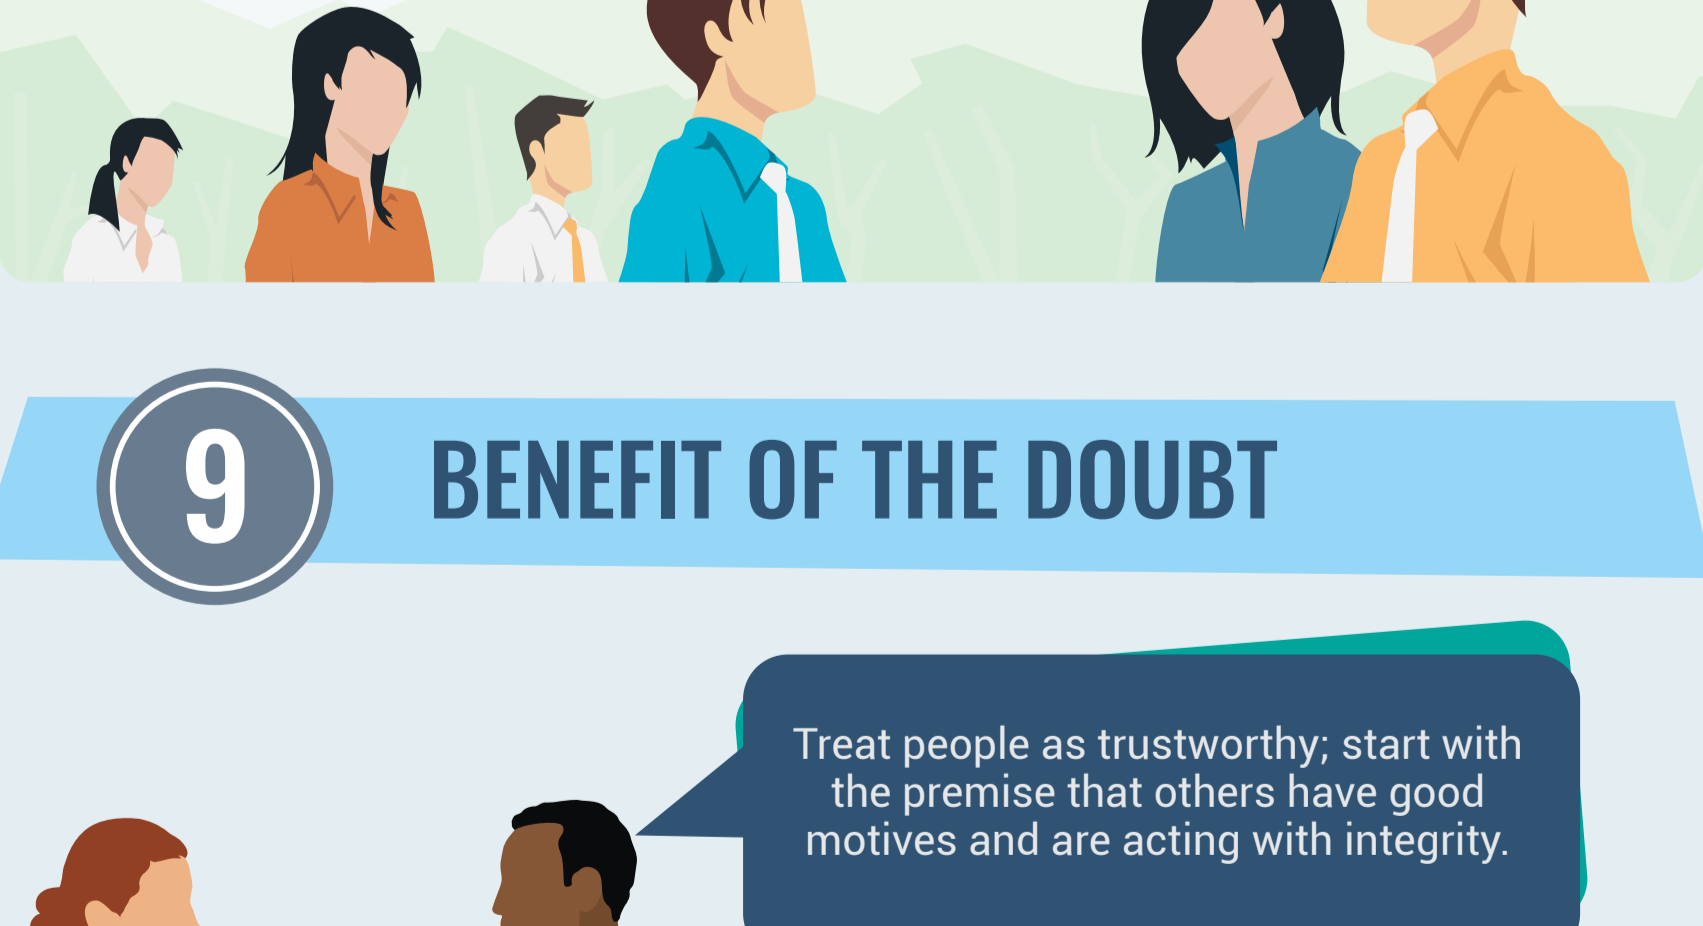 9
BENEFIT OF THE DOUBT
Treat people as trustworthy; start with
the premise that others have good
motives and are acting with integrity.